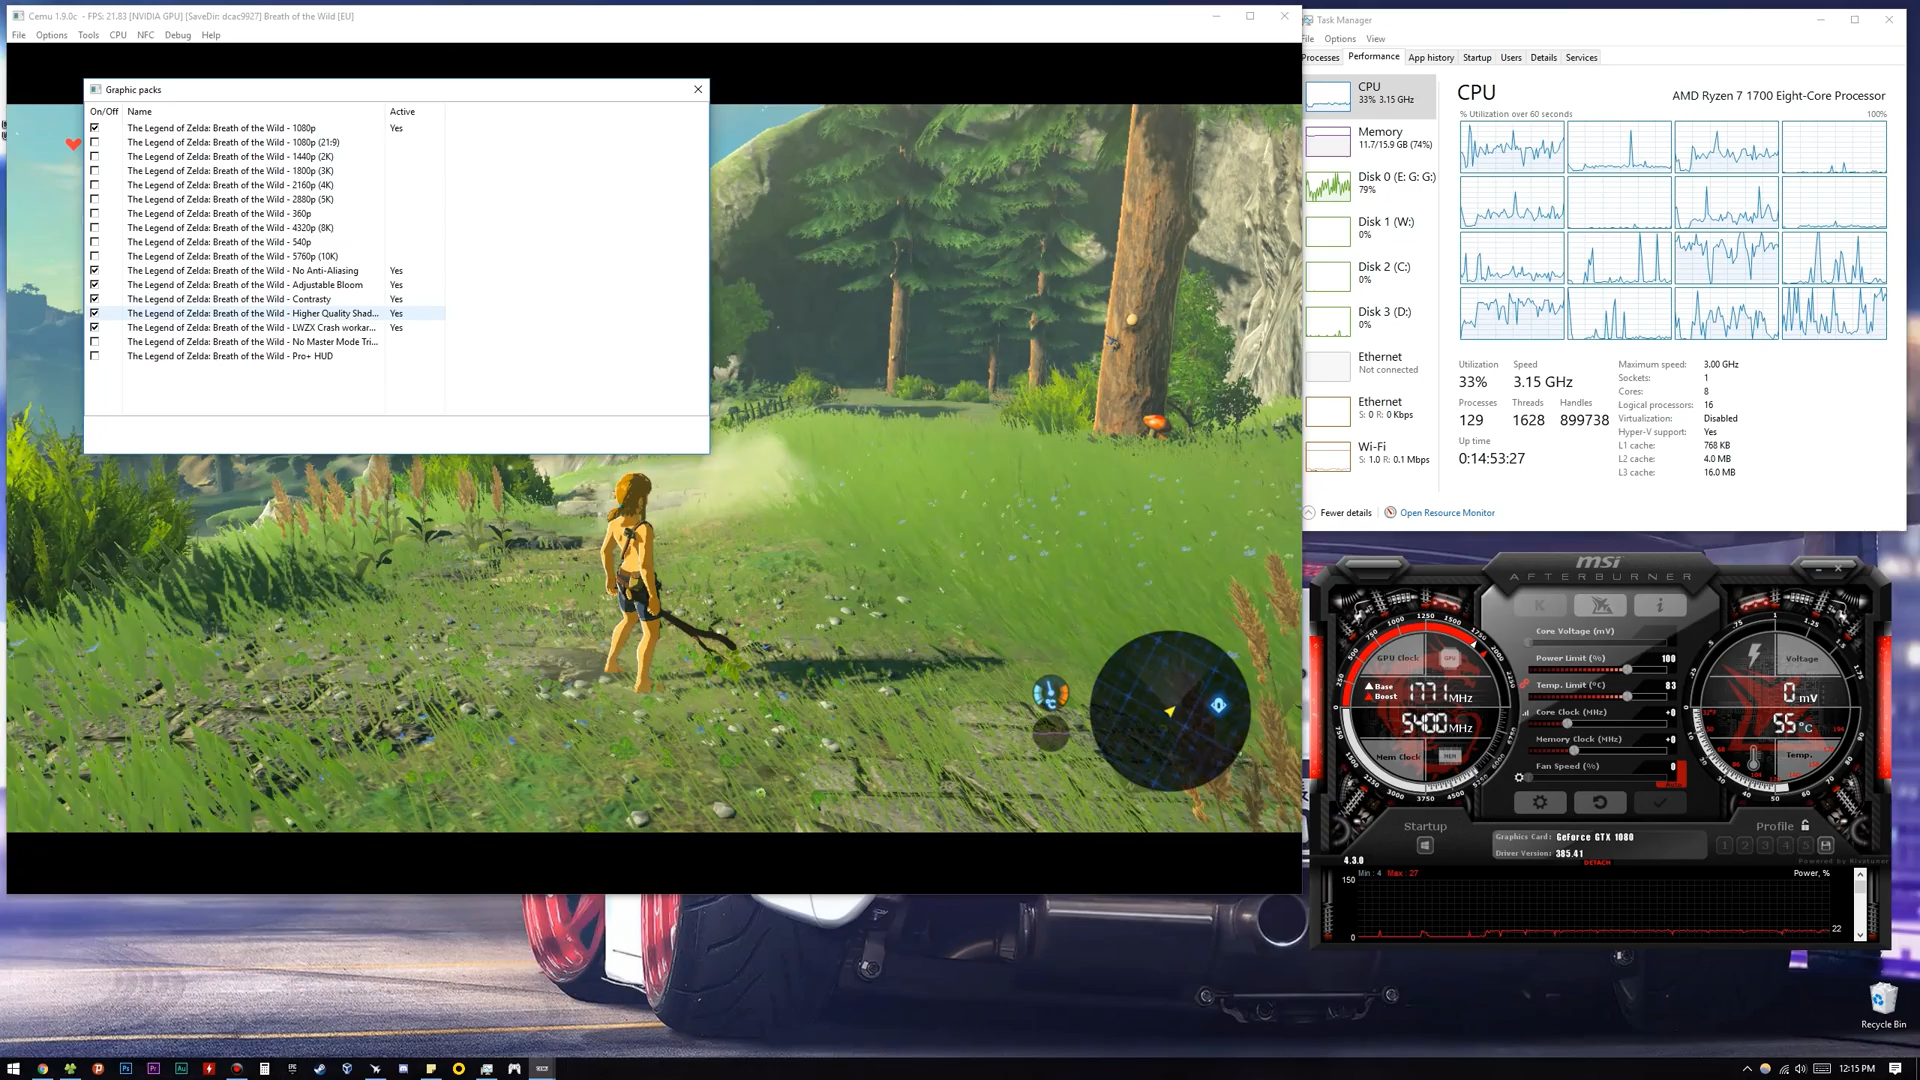 Cemu 1.9.0c - FPS: 21,83 [NVIDIA GPU] [SaveDir: dcac9927] Breath of the Wild [EU]
File Options Tools CPU NFC Debug Help
Graphic packs
On/Off Name Active
The Legend of Zelda: Breath of the Wild - 1080p Yes
The Legend of Zelda: Breath of the Wild - 1080p (21:9)
The Legend of Zelda: Breath of the Wild - 1440p (2K)
The Legend of Zelda: Breath of the Wild - 1800p (3K)
The Legend of Zelda: Breath of the Wild - 2160p (4K)
The Legend of Zelda: Breath of the Wild - 2880p (5K)
The Legend of Zelda: Breath of the Wild - 360p
The Legend of Zelda: Breath of the Wild - 4320p (8K)
The Legend of Zelda: Breath of the Wild - 540p
The Legend of Zelda: Breath of the Wild - 5760p (10K)
The Legend of Zelda: Breath of the Wild - No Anti-Aliasing Yes
The Legend of Zelda: Breath of the Wild - Adjustable Bloom Yes
The Legend of Zelda: Breath of the Wild - Contrasty Yes
The Legend of Zelda: Breath of the Wild - Higher Quality Shad... Yes
The Legend of Zelda: Breath of the Wild - LWZX Crash workar... Yes
The Legend of Zelda: Breath of the Wild - No Master Mode Tri...
The Legend of Zelda: Breath of the Wild - Pro+ HUD
°C
Task Manager
File Options View
Processes Performance App history Startup Users Details Services
CPU
33% 3.15 GHz
Memory
11.7/15.9 GB (74%)
Disk 0 (E: G: G:)
79%
Disk 1 (W:)
0%
Disk 2 (C:)
0%
Disk 3 (D:)
0%
Ethernet
Not connected
Ethernet
S: 0 R: 0 Kbps
Wi-Fi
S: 1.0 R: 0.1 Mbps
CPU AMD Ryzen 7 1700 Eight-Core Processor
% Utilization over 60 seconds 100%
Utilization Speed
33% 3.15 GHz
Processes Threads Handles
129 1628 899738
Up time
0:14:53:27
Maximum speed: 3.00 GHz
Sockets: 1
Cores: 8
Logical processors: 16
Virtualization: Disabled
Hyper-V support: Yes
L1 cache: 768 KB
L2 cache: 4.0 MB
L3 cache: 16.0 MB
Fewer details Open Resource Monitor
msi
AFTERBURNER
K i
GPU Clock GPU
Base
Boost
1771 MHz
5400 MHz
Mem Clock MEM
Core Voltage (mV)
Power Limit (%) 100
Temp. Limit (°C) 83
Core Clock (MHz) +0
Memory Clock (MHz) +0
Fan Speed (%) 0
Auto
Voltage
0 mV
55 °C
Temp.
Startup
Graphics Card: GeForce GTX 1080
Driver Version: 385.41
DETACH
Profile
1 2 3 4 5
Powered by Rivatuner
4.3.0
Min : 4 Max : 27 Power, %
150
0
22
Recycle Bin
Ps Pr Au EPIC
12:15 PM